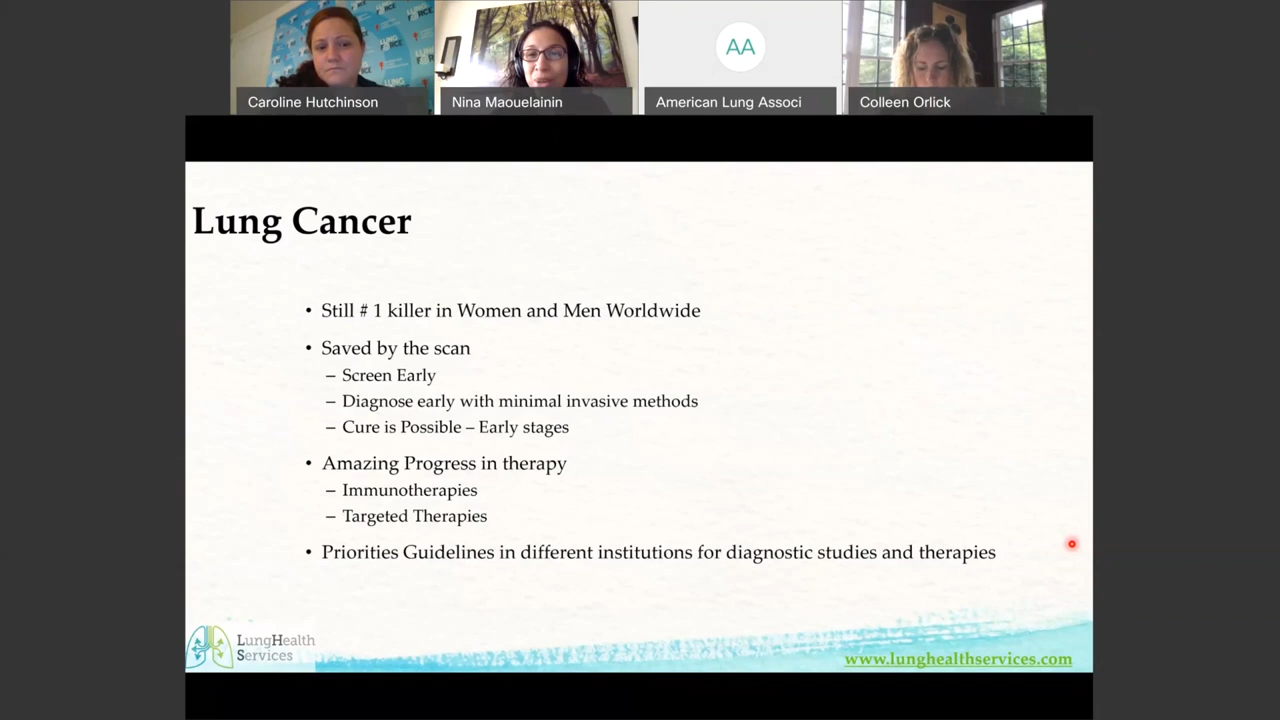 Caroline Hutchinson
Nina Maouelainin
AA
American Lung Associ
Colleen Orlick
Lung Cancer
• Still # 1 killer in Women and Men Worldwide
• Saved by the scan
– Screen Early
– Diagnose early with minimal invasive methods
– Cure is Possible – Early stages
• Amazing Progress in therapy
– Immunotherapies
– Targeted Therapies
• Priorities Guidelines in different institutions for diagnostic studies and therapies
LungHealth
Services
www.lunghealthservices.com